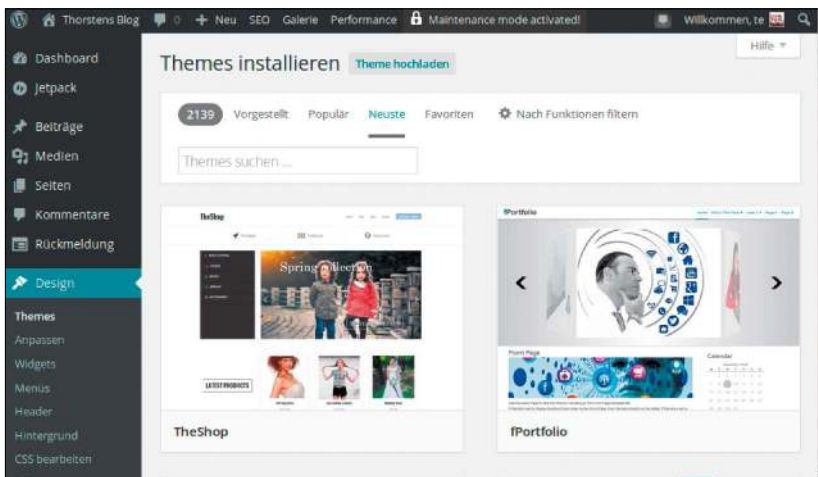 Thorstens Blog 0 + Neu SEO Galerie Performance Maintenance mode activated! Willkommen, te
Hilfe
Dashboard
Jetpack
Beiträge
Medien
Seiten
Kommentare
Rückmeldung
Design
Themes
Anpassen
Widgets
Menüs
Header
Hintergrund
CSS bearbeiten
Themes installieren Theme hochladen
2139 Vorgestellt Populär Neuste Favoriten Nach Funktionen filtern
Themes suchen ...
TheShop
Spring collection
LATEST PRODUCTS
TheShop
fPortfolio
Front Page
Calendar
fPortfolio